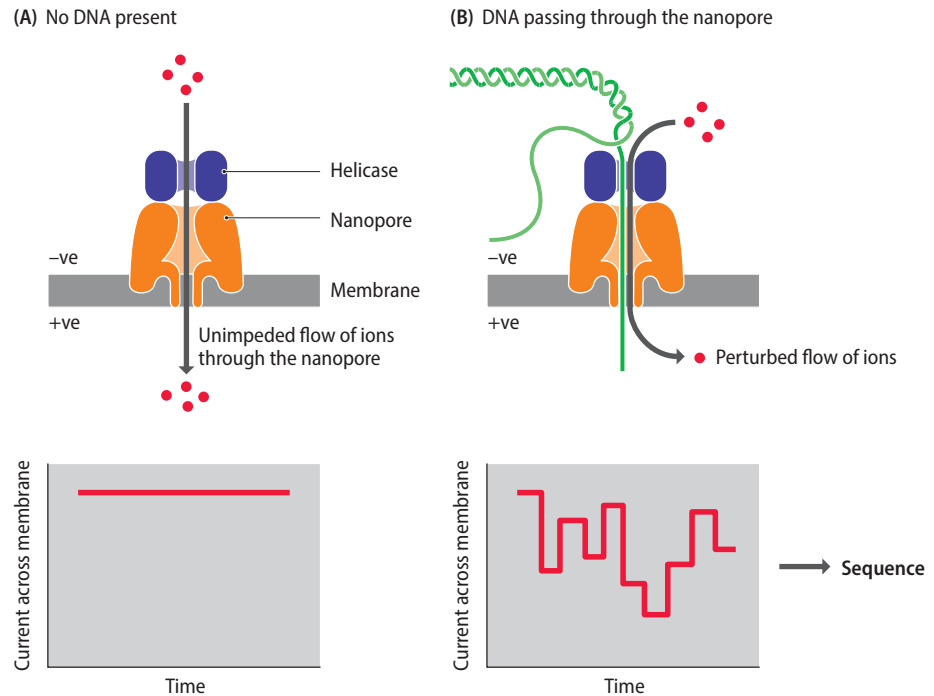 (A) No DNA present
Helicase
Nanopore
–ve
Membrane
+ve
Unimpeded flow of ions
through the nanopore
Current across membrane
Time
(B) DNA passing through the nanopore
–ve
+ve
Perturbed flow of ions
Current across membrane
Sequence
Time